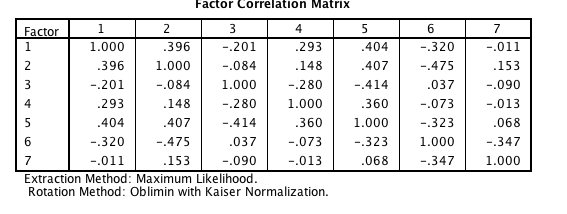 Factor Correlation Matrix
Factor 1 2 3 4 5 6 7
1 1.000 .396 -.201 .293 .404 -.320 -.011
2 .396 1.000 -.084 .148 .407 -.475 .153
3 -.201 -.084 1.000 -.280 -.414 .037 -.090
4 .293 .148 -.280 1.000 .360 -.073 -.013
5 .404 .407 -.414 .360 1.000 -.323 .068
6 -.320 -.475 .037 -.073 -.323 1.000 -.347
7 -.011 .153 -.090 -.013 .068 -.347 1.000
Extraction Method: Maximum Likelihood.
Rotation Method: Oblimin with Kaiser Normalization.